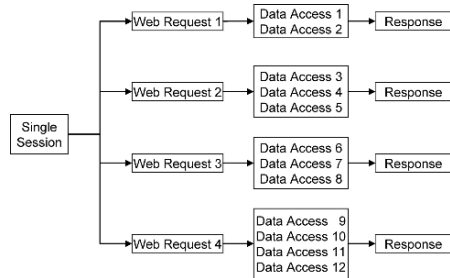 Web Request 1
Data Access 1
Data Access 2
Response
Web Request 2
Data Access 3
Data Access 4
Data Access 5
Response
Single
Session
Web Request 3
Data Access 6
Data Access 7
Data Access 8
Response
Web Request 4
Data Access 9
Data Access 10
Data Access 11
Data Access 12
Response